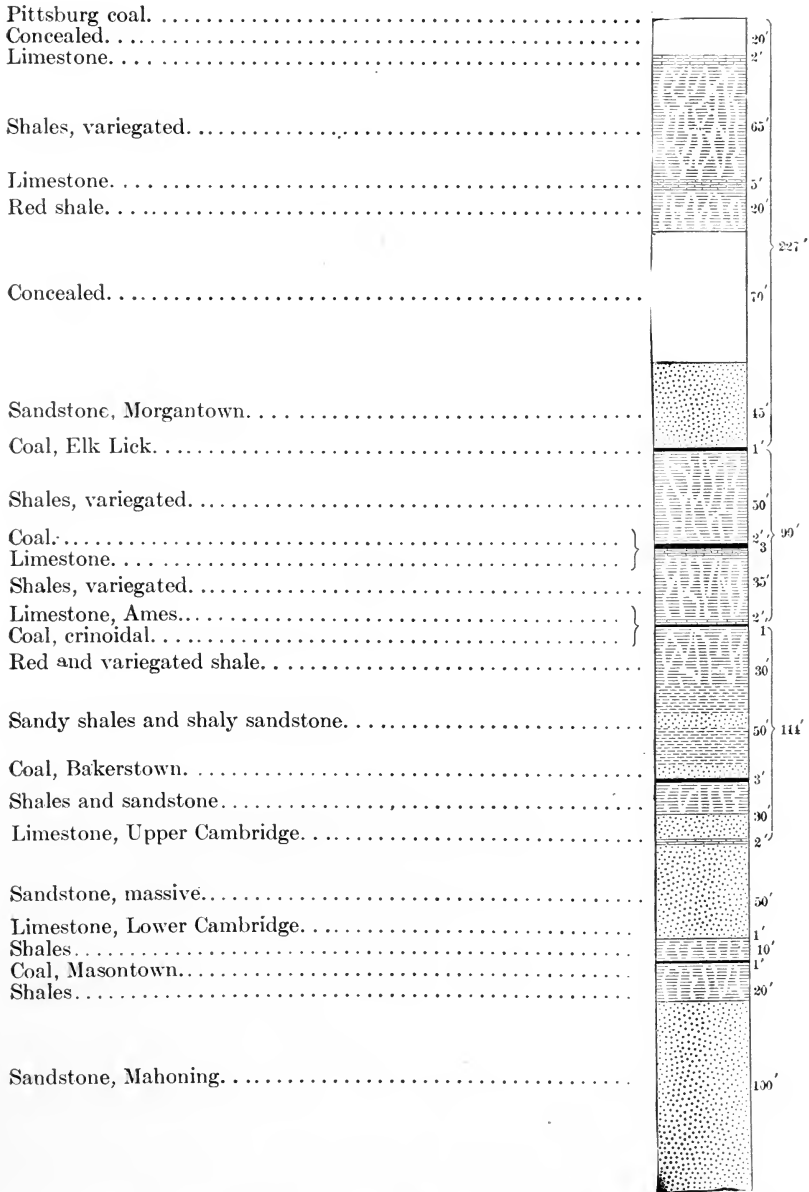 Pittsburg coal.
Concealed. 20′
Limestone. 2′
Shales, variegated. 65′
Limestone. 5′
Red shale. 20′
227′
Concealed. 70′
Sandstone, Morgantown. 45′
Coal, Elk Lick. 1′
Shales, variegated. 50′
Coal. 2′
99′
Limestone. 3
Shales, variegated. 35′
Limestone, Ames. 2′
Coal, crinoidal. 1
Red and variegated shale. 30′
Sandy shales and shaly sandstone. 50′
114′
Coal, Bakerstown. 3′
Shales and sandstone. 30′
Limestone, Upper Cambridge. 2′
Sandstone, massive. 50′
Limestone, Lower Cambridge. 1′
Shales. 10′
Coal, Masontown. 1′
Shales. 20′
Sandstone, Mahoning. 100′